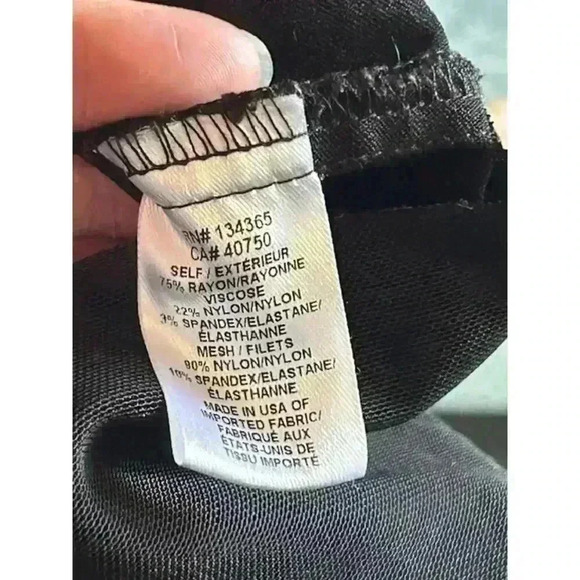 RN# 134365
CA# 40750
SELF / EXTÉRIEUR
75% RAYON/RAYONNE
VISCOSE
22% NYLON/NYLON
3% SPANDEX/ELASTANE/
ÉLASTHANNE
MESH / FILETS
90% NYLON/NYLON
10% SPANDEX/ELASTANE/
ÉLASTHANNE
MADE IN USA OF
IMPORTED FABRIC/
FABRIQUÉ AUX
ÉTATS-UNIS DE
TISSU IMPORTÉ